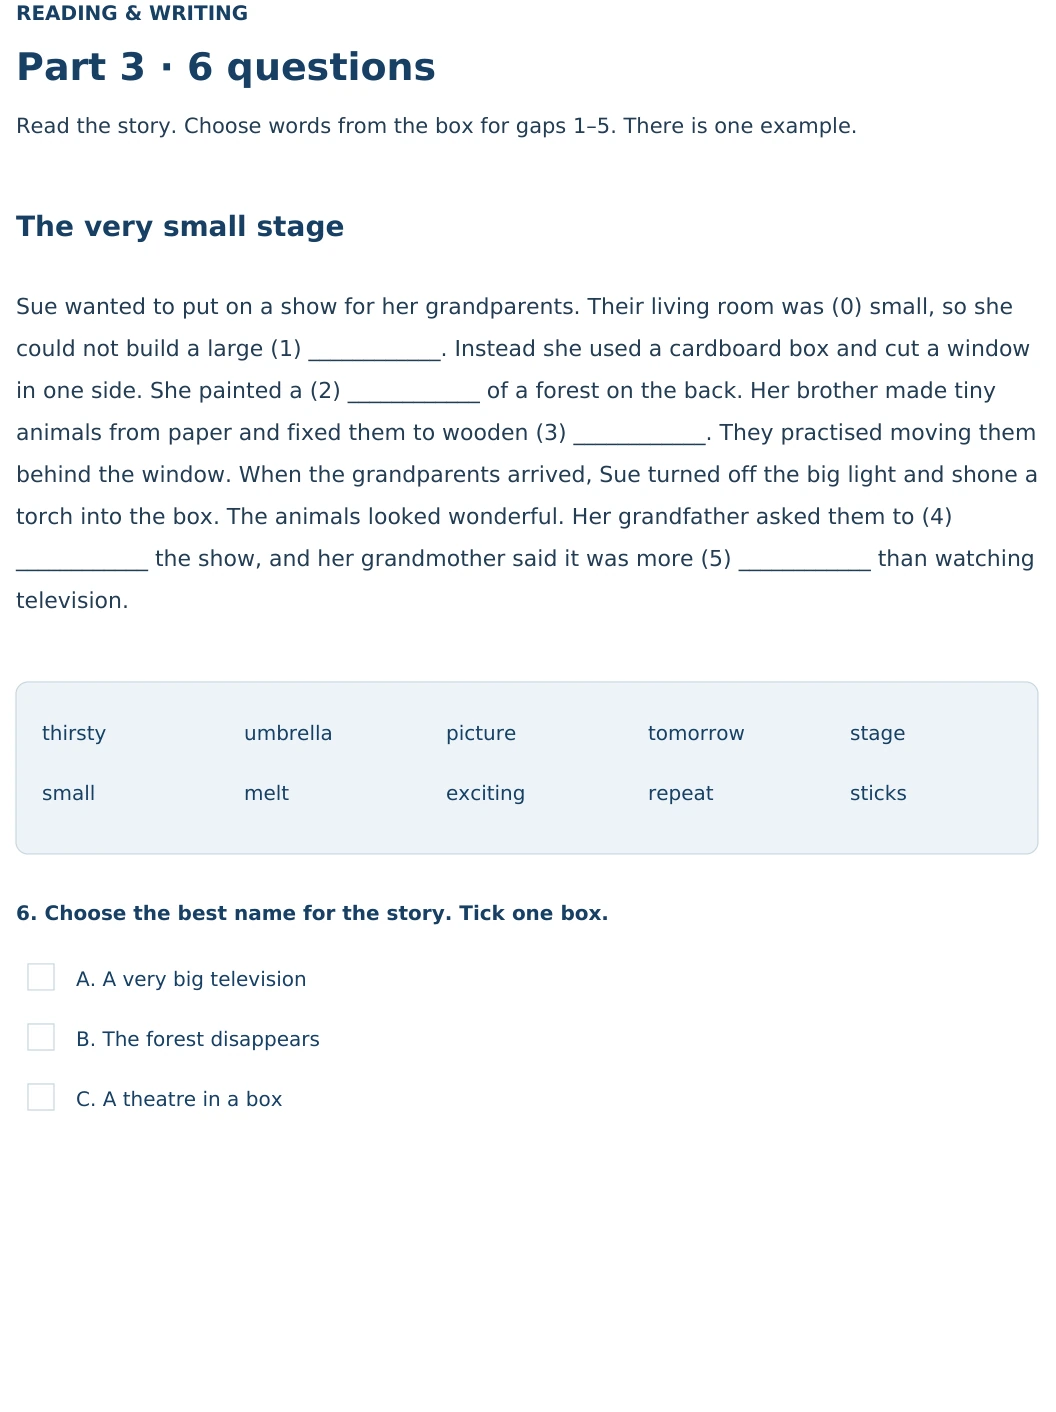 READING & WRITING
Part 3 · 6 questions
Read the story. Choose words from the box for gaps 1–5. There is one example.
The very small stage
Sue wanted to put on a show for her grandparents. Their living room was (0) small, so she
could not build a large (1) ____________. Instead she used a cardboard box and cut a window
in one side. She painted a (2) ____________ of a forest on the back. Her brother made tiny
animals from paper and fixed them to wooden (3) ____________. They practised moving them
behind the window. When the grandparents arrived, Sue turned off the big light and shone a
torch into the box. The animals looked wonderful. Her grandfather asked them to (4)
____________ the show, and her grandmother said it was more (5) ____________ than watching
television.
thirsty umbrella picture tomorrow stage
small melt exciting repeat sticks
6. Choose the best name for the story. Tick one box.
A. A very big television
B. The forest disappears
C. A theatre in a box